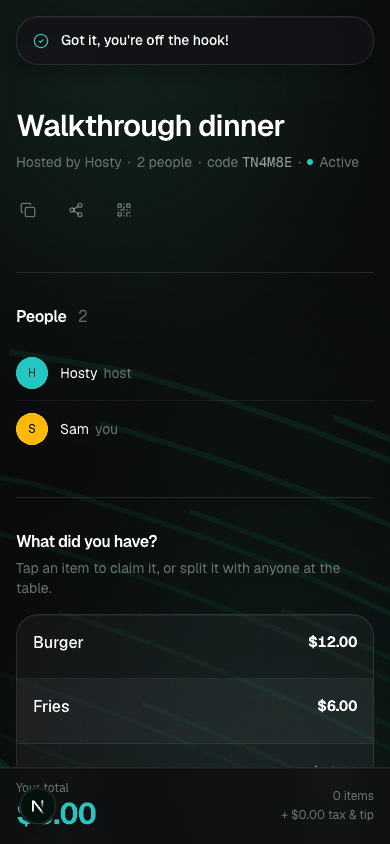 Got it, you're off the hook!
Walkthrough dinner
Hosted by Hosty · 2 people · code TN4M8E · Active
People 2
H Hosty host
S Sam you
What did you have?
Tap an item to claim it, or split it with anyone at the
table.
Burger $12.00
Fries $6.00
Your total
N .00
0 items
+ $0.00 tax & tip